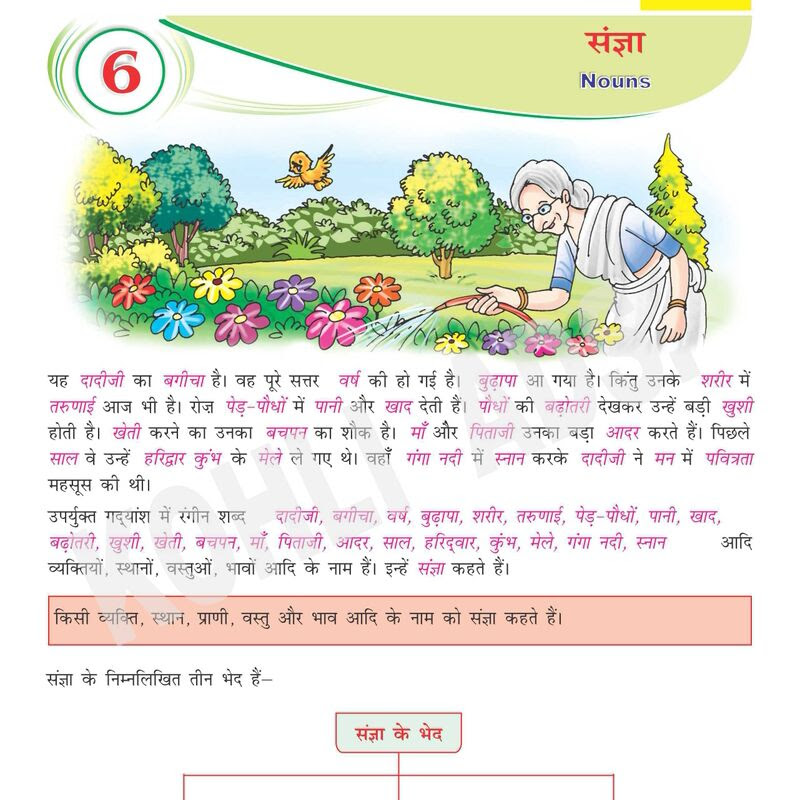 6
संज्ञा
Nouns
यह दादीजी का बगीचा है। वह पूरे सत्तर वर्ष की हो गई है। बुढ़ापा आ गया है। किंतु उनके शरीर में
तरुणाई आज भी है। रोज़ पेड़-पौधों में पानी और खाद देती हैं। पौधों की बढ़ोतरी देखकर उन्हें बड़ी खुशी
होती है। खेती करने का उनका बचपन का शौक है। माँ और पिताजी उनका बड़ा आदर करते हैं। पिछले
साल वे उन्हें हरिद्वार कुंभ के मेले ले गए थे। वहाँ गंगा नदी में स्नान करके दादीजी ने मन में पवित्रता
महसूस की थी।
उपर्युक्त गद्यांश में रंगीन शब्द दादीजी, बगीचा, वर्ष, बुढ़ापा, शरीर, तरुणाई, पेड़-पौधों, पानी, खाद,
बढ़ोतरी, खुशी, खेती, बचपन, माँ, पिताजी, आदर, साल, हरिद्वार, कुंभ, मेले, गंगा नदी, स्नान आदि
व्यक्तियों, स्थानों, वस्तुओं, भावों आदि के नाम हैं। इन्हें संज्ञा कहते हैं।
किसी व्यक्ति, स्थान, प्राणी, वस्तु और भाव आदि के नाम को संज्ञा कहते हैं।
संज्ञा के निम्नलिखित तीन भेद हैं–
संज्ञा के भेद